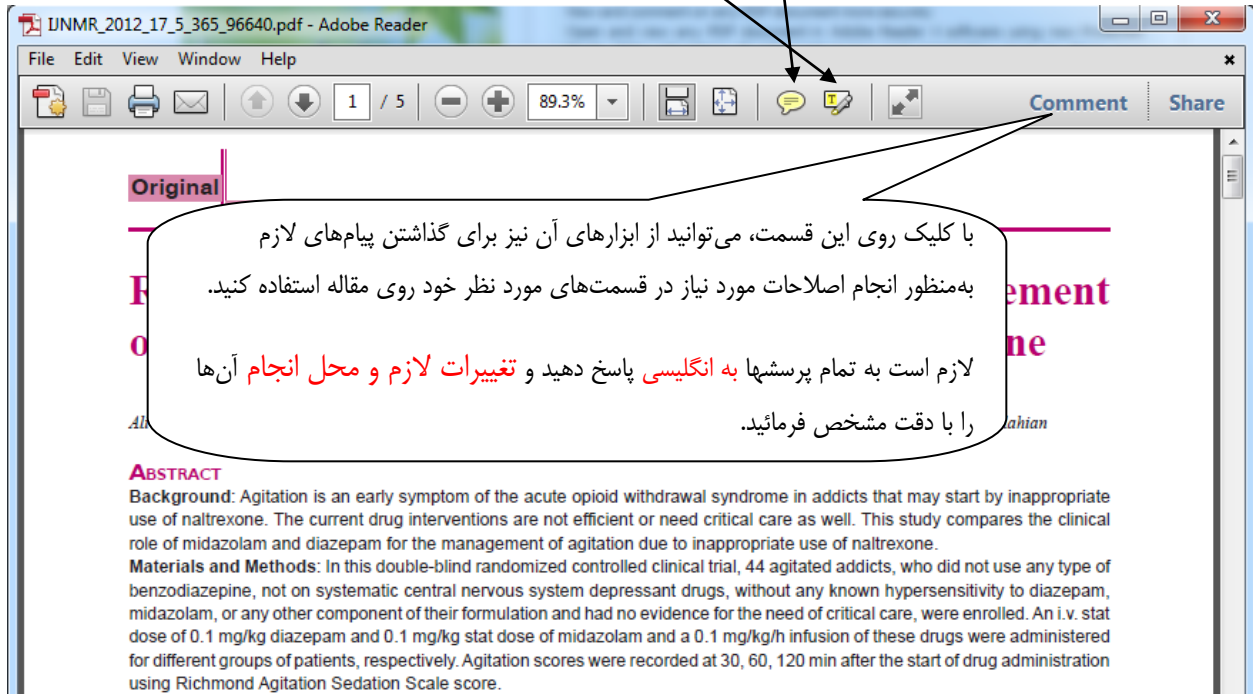 IJNMR_2012_17_5_365_96640.pdf - Adobe Reader
File Edit View Window Help
1 / 5 89.3% Comment Share
Original
با کلیک روی این قسمت، می‌توانید از ابزارهای آن نیز برای گذاشتن پیام‌های لازم
به‌منظور انجام اصلاحات مورد نیاز در قسمت‌های مورد نظر خود روی مقاله استفاده کنید.
لازم است به تمام پرسشها به انگلیسی پاسخ دهید و تغییرات لازم و محل انجام آن‌ها
را با دقت مشخص فرمائید.
ABSTRACT
Background: Agitation is an early symptom of the acute opioid withdrawal syndrome in addicts that may start by inappropriate
use of naltrexone. The current drug interventions are not efficient or need critical care as well. This study compares the clinical
role of midazolam and diazepam for the management of agitation due to inappropriate use of naltrexone.
Materials and Methods: In this double-blind randomized controlled clinical trial, 44 agitated addicts, who did not use any type of
benzodiazepine, not on systematic central nervous system depressant drugs, without any known hypersensitivity to diazepam,
midazolam, or any other component of their formulation and had no evidence for the need of critical care, were enrolled. An i.v. stat
dose of 0.1 mg/kg diazepam and 0.1 mg/kg stat dose of midazolam and a 0.1 mg/kg/h infusion of these drugs were administered
for different groups of patients, respectively. Agitation scores were recorded at 30, 60, 120 min after the start of drug administration
using Richmond Agitation Sedation Scale score.